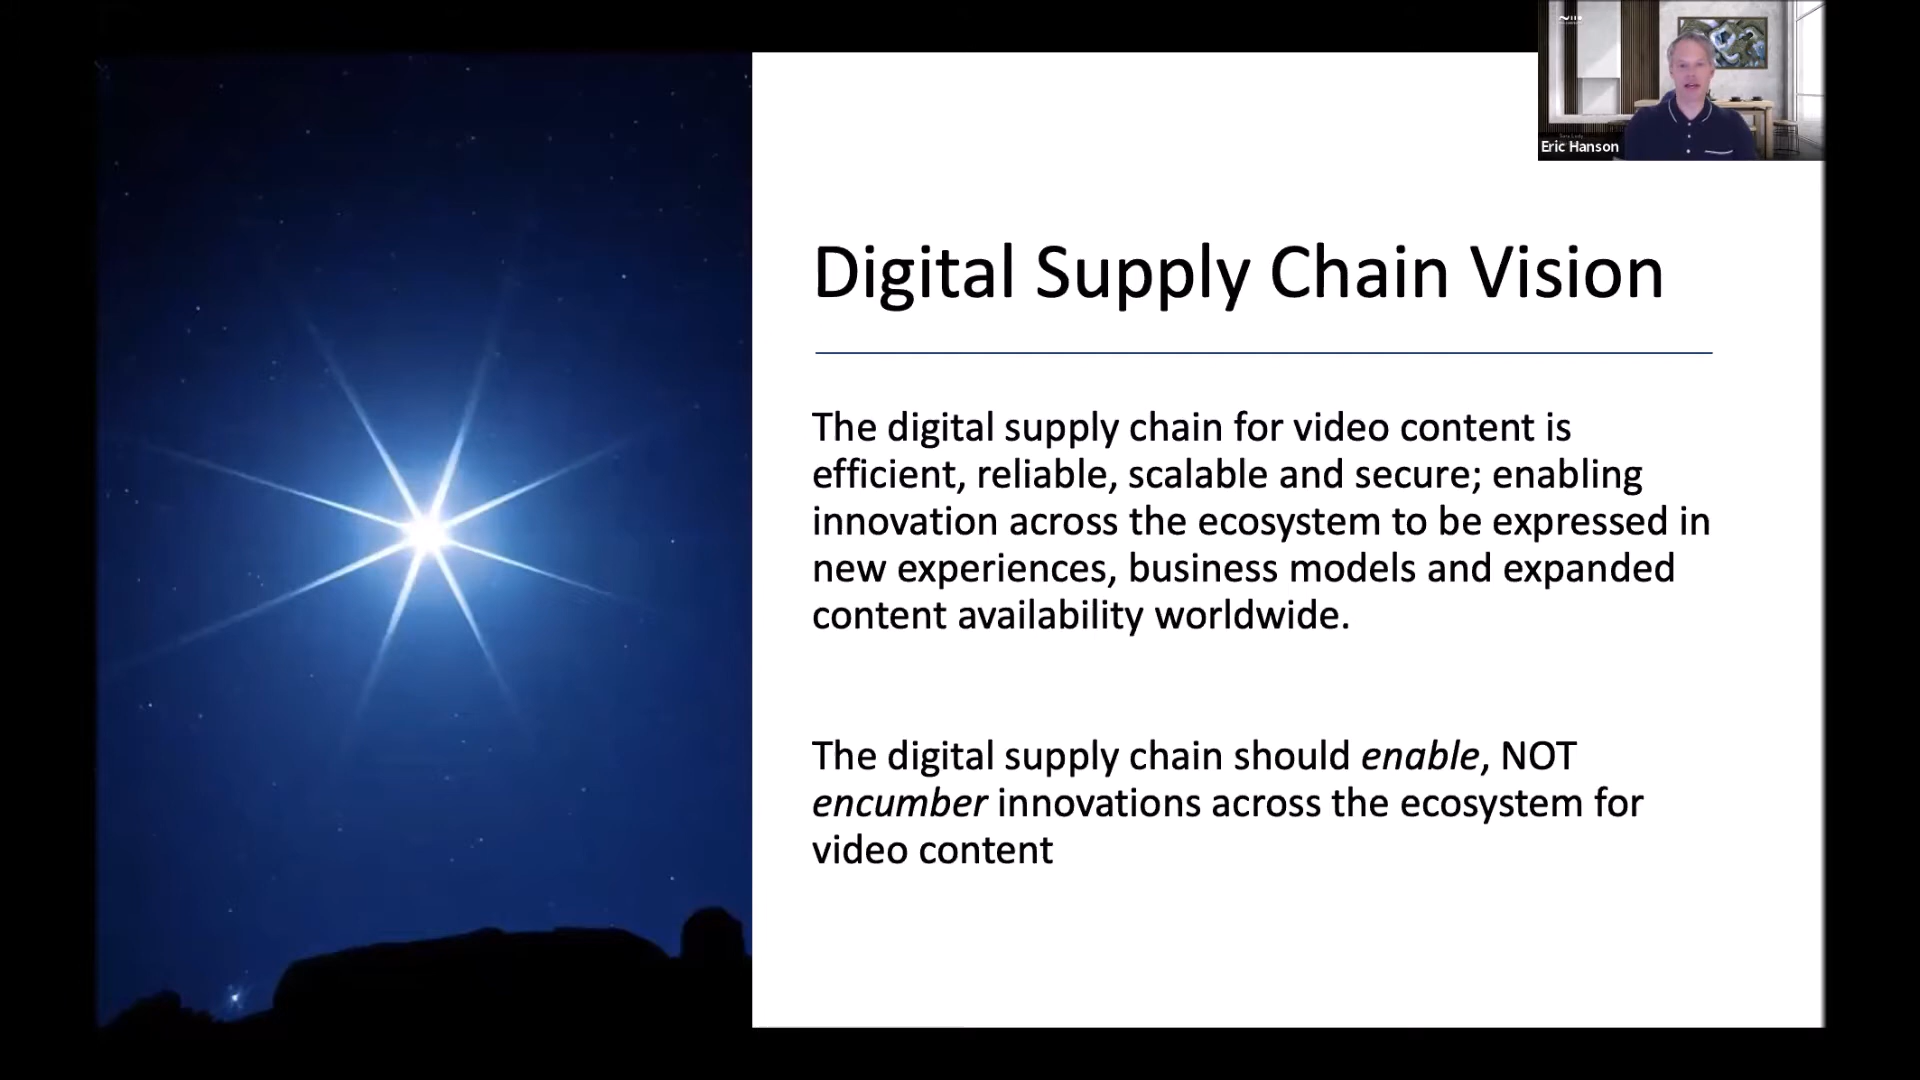 Eric Hanson
Digital Supply Chain Vision
The digital supply chain for video content is
efficient, reliable, scalable and secure; enabling
innovation across the ecosystem to be expressed in
new experiences, business models and expanded
content availability worldwide.
The digital supply chain should enable, NOT
encumber innovations across the ecosystem for
video content